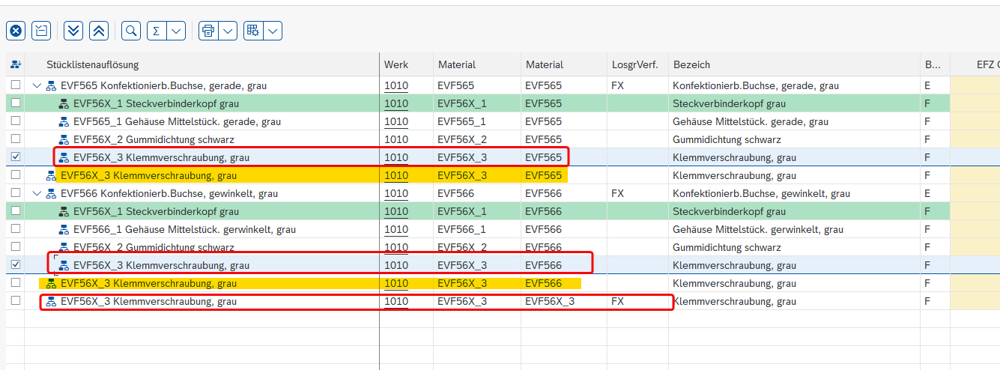 Stücklistenauflösung Werk Material Material LosgrVerf. Bezeich B... EFZ
EVF565 Konfektionierb.Buchse, gerade, grau 1010 EVF565 EVF565 FX Konfektionierb.Buchse, gerade, grau E
EVF56X_1 Steckverbinderkopf grau 1010 EVF56X_1 EVF565 Steckverbinderkopf grau F
EVF565_1 Gehäuse Mittelstück. gerade, grau 1010 EVF565_1 EVF565 Gehäuse Mittelstück. gerade, grau F
EVF56X_2 Gummidichtung schwarz 1010 EVF56X_2 EVF565 Gummidichtung schwarz F
EVF56X_3 Klemmverschraubung, grau 1010 EVF56X_3 EVF565 Klemmverschraubung, grau F
EVF56X_3 Klemmverschraubung, grau 1010 EVF56X_3 EVF565 Klemmverschraubung, grau F
EVF566 Konfektionierb.Buchse, gewinkelt, grau 1010 EVF566 EVF566 FX Konfektionierb.Buchse, gewinkelt, grau E
EVF56X_1 Steckverbinderkopf grau 1010 EVF56X_1 EVF566 Steckverbinderkopf grau F
EVF566_1 Gehäuse Mittelstück. gerwinkelt, grau 1010 EVF566_1 EVF566 Gehäuse Mittelstück. gerwinkelt, grau F
EVF56X_2 Gummidichtung schwarz 1010 EVF56X_2 EVF566 Gummidichtung schwarz F
EVF56X_3 Klemmverschraubung, grau 1010 EVF56X_3 EVF566 Klemmverschraubung, grau F
EVF56X_3 Klemmverschraubung, grau 1010 EVF56X_3 EVF566 Klemmverschraubung, grau F
EVF56X_3 Klemmverschraubung, grau 1010 EVF56X_3 EVF56X_3 FX Klemmverschraubung, grau F